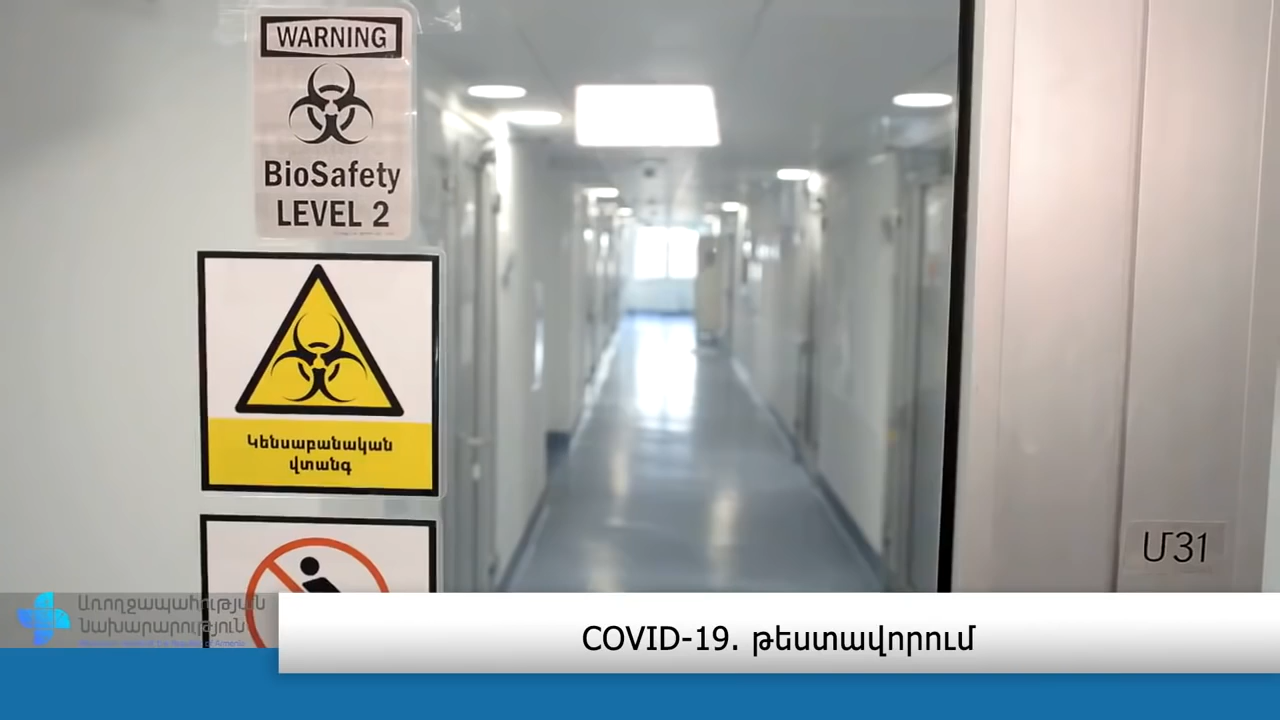 WARNING
BioSafety
LEVEL 2
Կենսաբանական
վտանգ
Մ31
Առողջապահության
Նախարարություն
COVID-19. թեստավորում